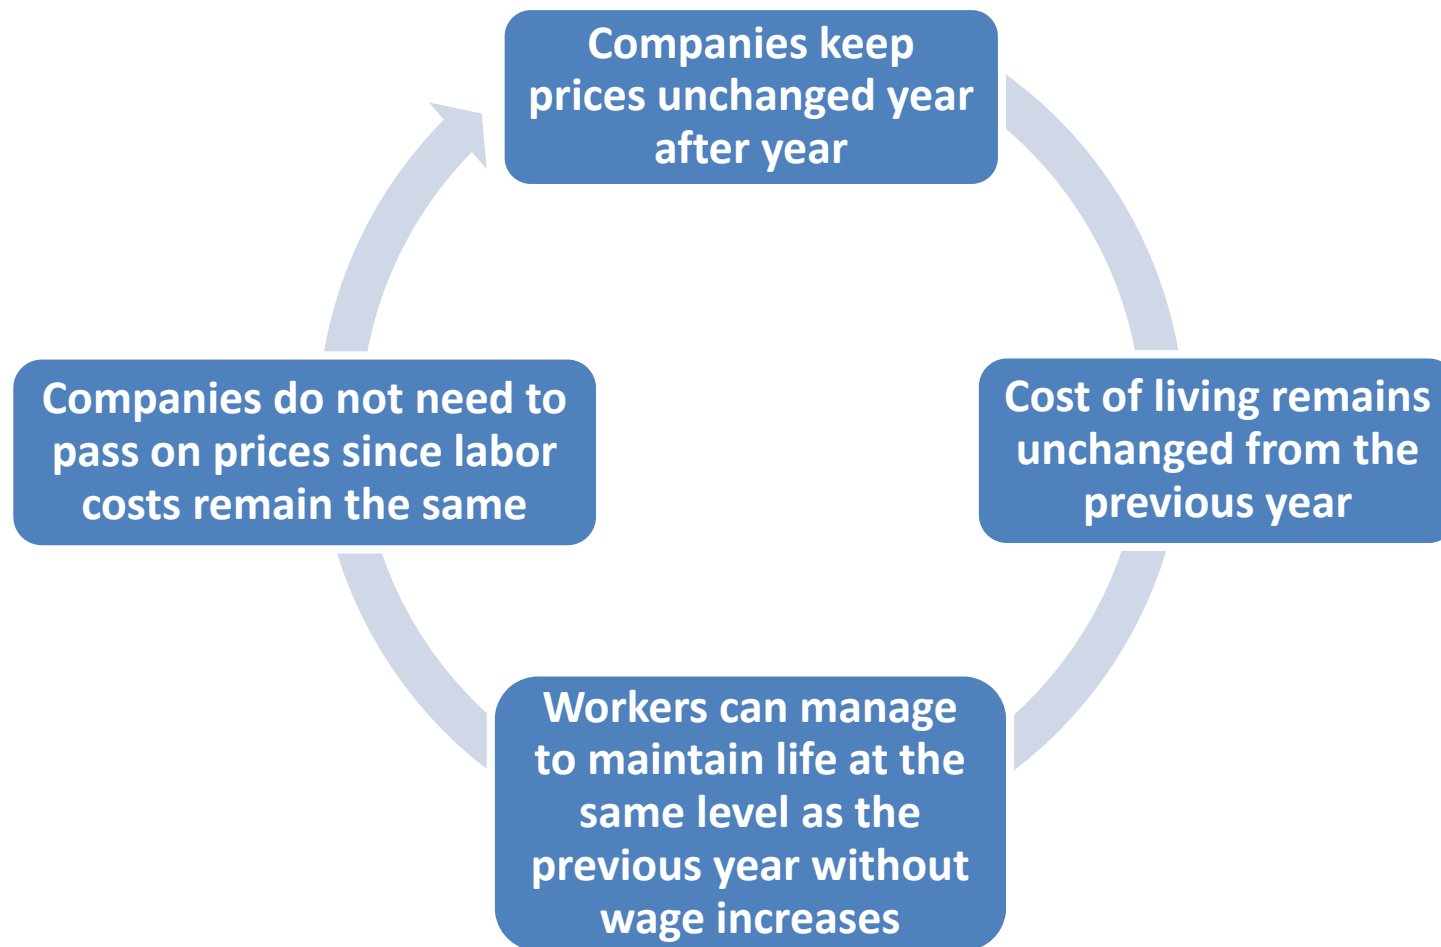 Companies keep
prices unchanged year
after year
Cost of living remains
unchanged from the
previous year
Workers can manage
to maintain life at the
same level as the
previous year without
wage increases
Companies do not need to
pass on prices since labor
costs remain the same